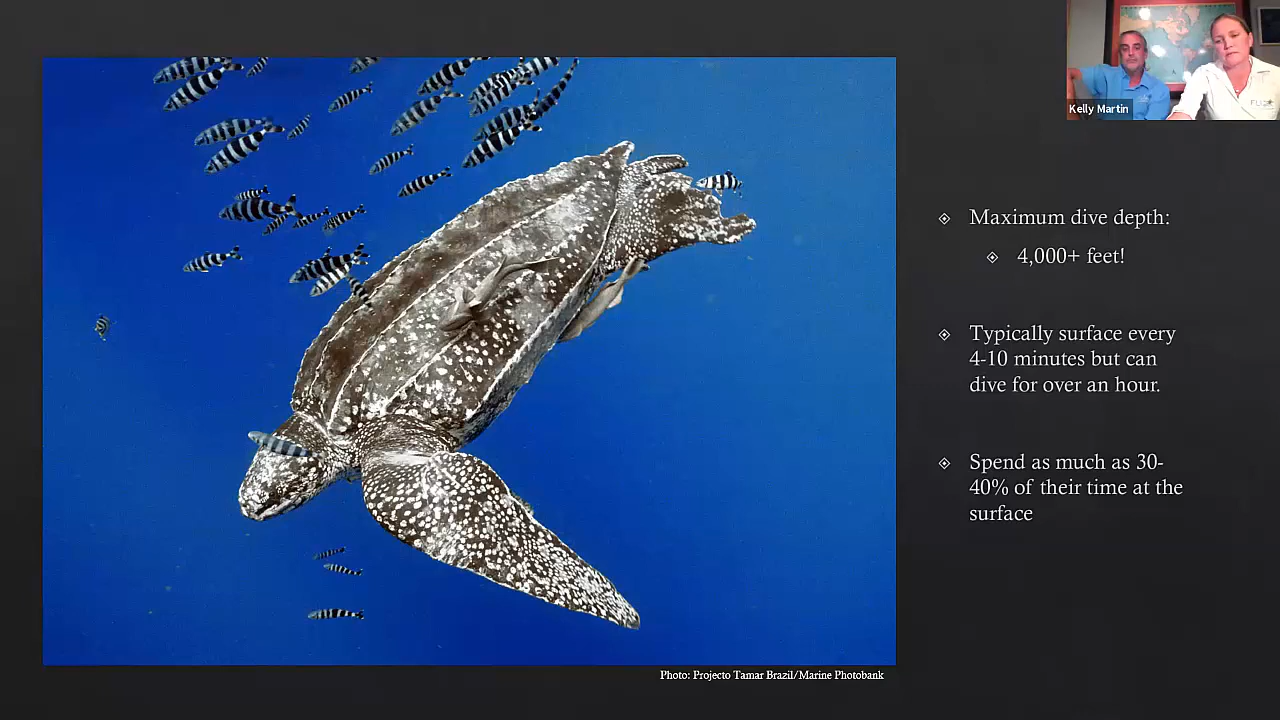 Kelly Martin
Maximum dive depth:
4,000+ feet!
Typically surface every
4-10 minutes but can
dive for over an hour.
Spend as much as 30-
40% of their time at the
surface
Photo: Projecto Tamar Brazil/Marine Photobank